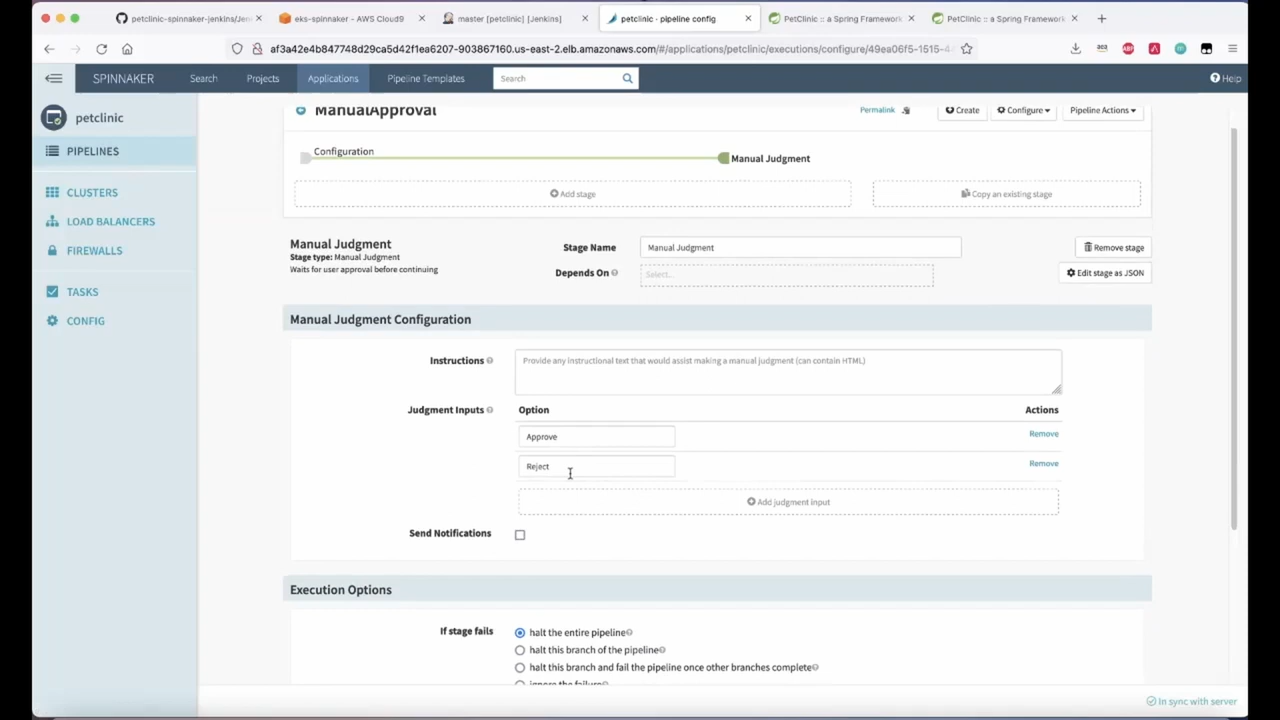 petclinic-spinnaker-jenkins/Jen
eks-spinnaker - AWS Cloud9
master [petclinic] [Jenkins]
petclinic · pipeline config
PetClinic :: a Spring Framework
PetClinic :: a Spring Framework
af3a42e4b847748d29ca5d42f1ea6207-903867160.us-east-2.elb.amazonaws.com/#/applications/petclinic/executions/configure/49ea06f5-1515-4
SPINNAKER
Search
Projects
Applications
Pipeline Templates
Search
Help
petclinic
PIPELINES
CLUSTERS
LOAD BALANCERS
FIREWALLS
TASKS
CONFIG
ManualApproval
Permalink
Create
Configure
Pipeline Actions
Configuration
Manual Judgment
Add stage
Copy an existing stage
Manual Judgment
Stage type: Manual Judgment
Waits for user approval before continuing
Stage Name
Manual Judgment
Remove stage
Depends On
Select...
Edit stage as JSON
Manual Judgment Configuration
Instructions
Provide any instructional text that would assist making a manual judgment (can contain HTML)
Judgment Inputs
Option
Actions
Approve
Remove
Reject
Remove
Add judgment input
Send Notifications
Execution Options
If stage fails
halt the entire pipeline
halt this branch of the pipeline
halt this branch and fail the pipeline once other branches complete
ignore the failure
In sync with server